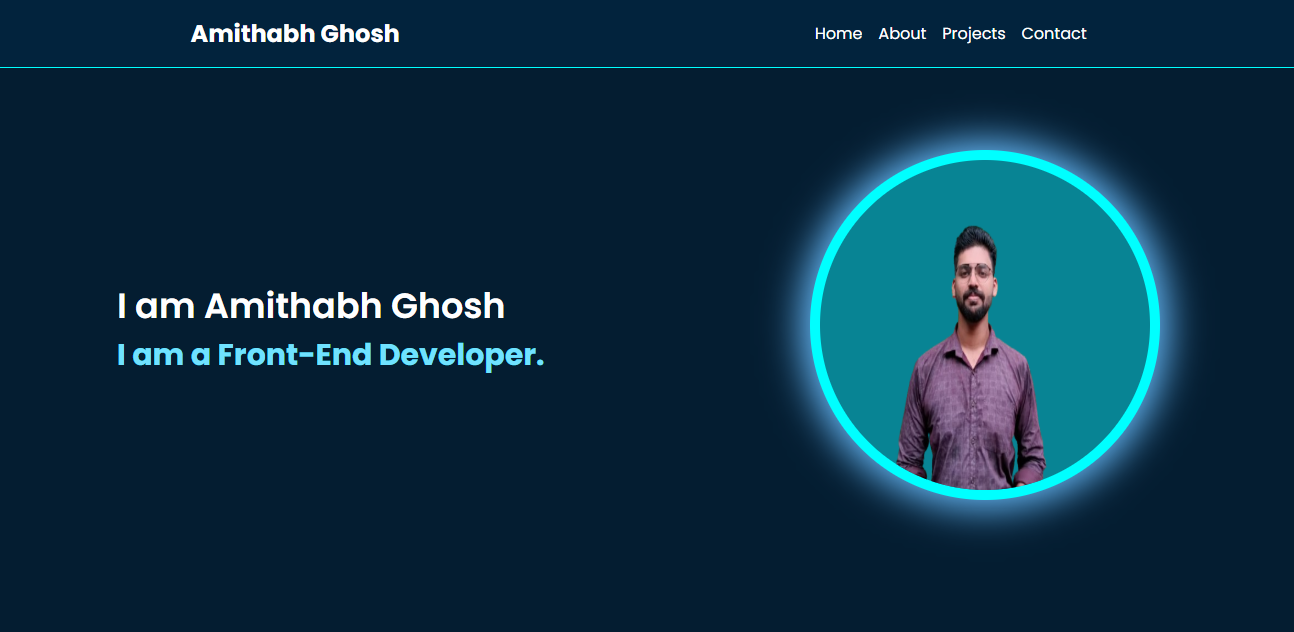 Amithabh Ghosh
Home About Projects Contact
I am Amithabh Ghosh
I am a Front-End Developer.